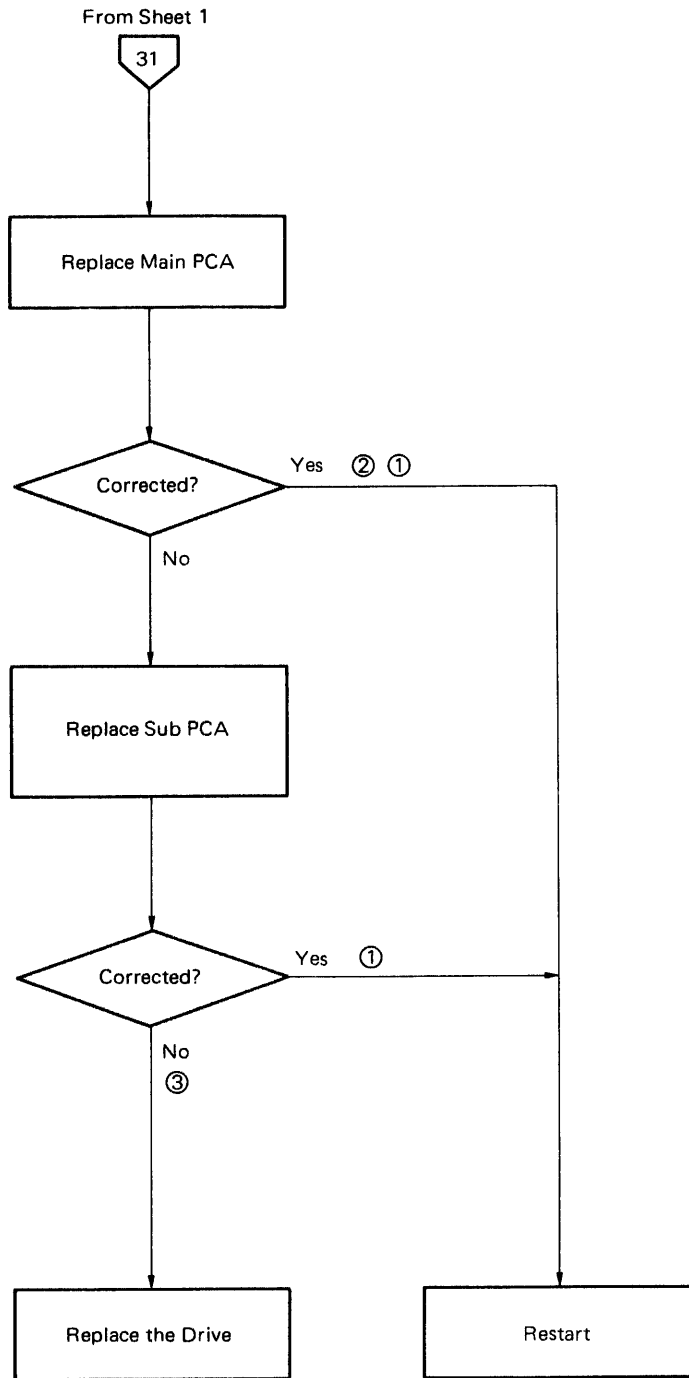 From Sheet 1
31
Replace Main PCA
Corrected?
Yes ② ①
No
Replace Sub PCA
Corrected?
Yes ①
No
③
Replace the Drive
Restart